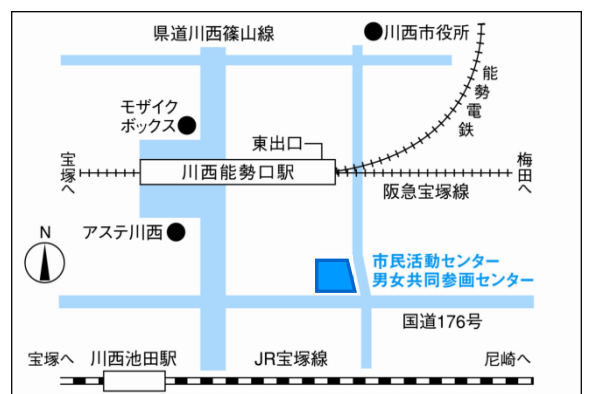 県道川西篠山線
川西市役所
能勢電鉄
モザイク
ボックス
東出口
宝塚へ
川西能勢口駅
梅田へ
阪急宝塚線
アステ川西
N
市民活動センター
男女共同参画センター
国道176号
宝塚へ
川西池田駅
JR宝塚線
尼崎へ